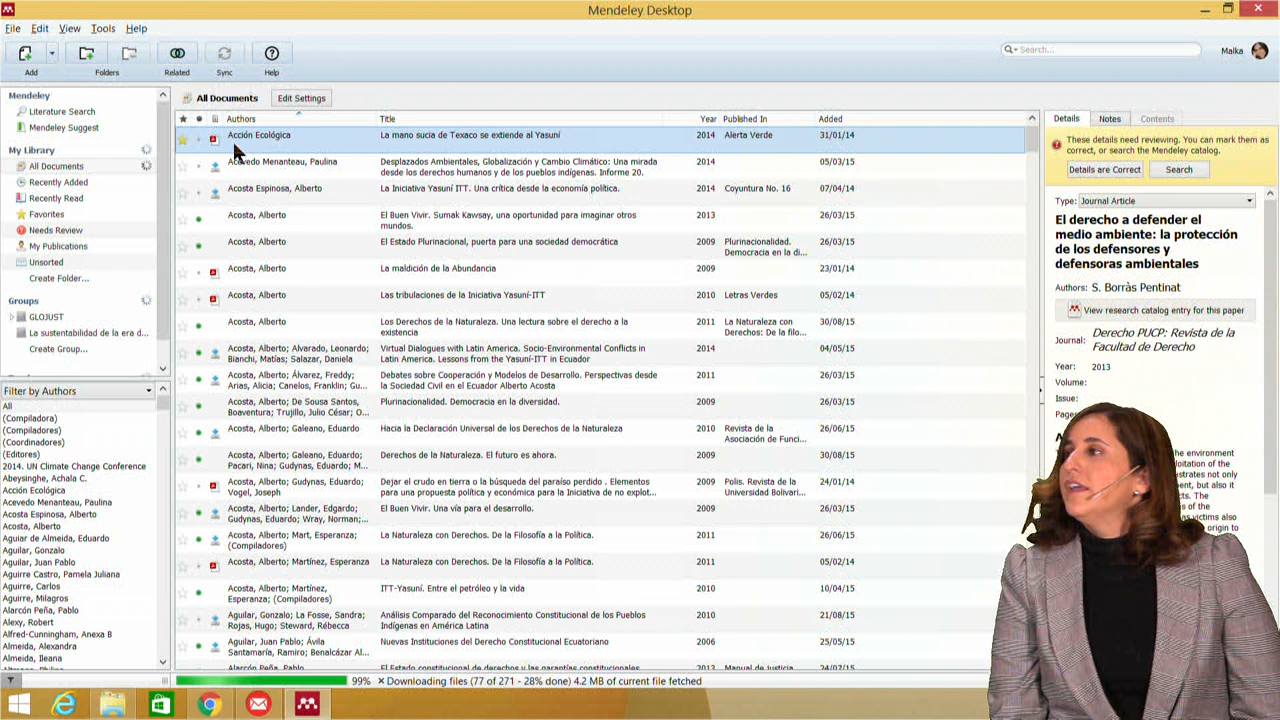 Mendeley Desktop
File Edit View Tools Help
Search...
Malka
Add Folders Related Sync Help
Mendeley
Literature Search
Mendeley Suggest
My Library
All Documents
Recently Added
Recently Read
Favorites
Needs Review
My Publications
Unsorted
Create Folder...
Groups
GLOJUST
La sustentabilidad de la era d...
Create Group...
Filter by Authors
All
(Compiladora)
(Compiladores)
(Coordinadores)
(Editores)
2014. UN Climate Change Conference
Abeysinghe, Achala C.
Acción Ecológica
Acevedo Menanteau, Paulina
Acosta Espinosa, Alberto
Acosta, Alberto
Aguiar de Almeida, Eduardo
Aguilar, Gonzalo
Aguilar, Juan Pablo
Aguirre Castro, Pamela Juliana
Aguirre, Carlos
Aguirre, Milagros
Alarcón Peña, Pablo
Alexy, Robert
Alfred-Cunningham, Anexa B
Almeida, Alexandra
Almeida, Ileana
All Documents Edit Settings
Authors Title Year Published In Added
Acción Ecológica La mano sucia de Texaco se extiende al Yasuní 2014 Alerta Verde 31/01/14
Acevedo Menanteau, Paulina Desplazados Ambientales, Globalización y Cambio Climático: Una mirada 2014 05/03/15
desde los derechos humanos y de los pueblos indígenas. Informe 20.
Acosta Espinosa, Alberto La Iniciativa Yasuní ITT. Una crítica desde la economía política. 2014 Coyuntura No. 16 07/04/14
Acosta, Alberto El Buen Vivir. Sumak Kawsay, una oportunidad para imaginar otros 2013 26/03/15
mundos.
Acosta, Alberto El Estado Plurinacional, puerta para una sociedad democrática 2009 Plurinacionalidad. 26/03/15
Democracia en la di...
Acosta, Alberto La maldición de la Abundancia 2009 23/01/14
Acosta, Alberto Las tribulaciones de la Iniciativa Yasuní-ITT 2010 Letras Verdes 05/02/14
Acosta, Alberto Los Derechos de la Naturaleza. Una lectura sobre el derecho a la 2011 La Naturaleza con 30/08/15
existencia Derechos: De la filo...
Acosta, Alberto; Alvarado, Leonardo; Virtual Dialogues with Latin America. Socio-Environmental Conflicts in 2014 04/05/15
Bianchi, Matías; Salazar, Daniela Latin America. Lessons from the Yasuní-ITT in Ecuador
Acosta, Alberto; Álvarez, Freddy; Debates sobre Cooperación y Modelos de Desarrollo. Perspectivas desde 2011 26/03/15
Arias, Alicia; Canelos, Franklin; Gu... la Sociedad Civil en el Ecuador Alberto Acosta
Acosta, Alberto; De Sousa Santos, Plurinacionalidad. Democracia en la diversidad. 2009 26/03/15
Boaventura; Trujillo, Julio César; O...
Acosta, Alberto; Galeano, Eduardo Hacia la Declaración Universal de los Derechos de la Naturaleza 2010 Revista de la 26/06/15
Asociación de Funci...
Acosta, Alberto; Galeano, Eduardo; Derechos de la Naturaleza. El futuro es ahora. 2009 30/08/15
Pacari, Nina; Gudynas, Eduardo; M...
Acosta, Alberto; Gudynas, Eduardo; Dejar el crudo en tierra o la búsqueda del paraíso perdido . Elementos 2009 Polis. Revista de la 24/01/14
Vogel, Joseph para una propuesta política y económica para la Iniciativa de no explot... Universidad Bolivari...
Acosta, Alberto; Lander, Edgardo; El Buen Vivir. Una vía para el desarrollo. 2009 26/03/15
Gudynas, Eduardo; Wray, Norman;...
Acosta, Alberto; Mart, Esperanza; La Naturaleza con Derechos. De la Filosofía a la Política. 2011 26/06/15
(Compiladores)
Acosta, Alberto; Martínez, Esperanza La Naturaleza con Derechos. De la Filosofía a la Política. 2011 05/02/14
Acosta, Alberto; Martínez, ITT-Yasuní. Entre el petróleo y la vida 2010 10/04/15
Esperanza; (Compiladores)
Aguilar, Gonzalo; La Fosse, Sandra; Análisis Comparado del Reconocimiento Constitucional de los Pueblos 2010 21/08/15
Rojas, Hugo; Steward, Rébecca Indígenas en América Latina
Aguilar, Juan Pablo; Ávila Nuevas Instituciones del Derecho Constitucional Ecuatoriano 2006 25/05/15
Santamaría, Ramiro; Benalcázar Al...
Alarcón Peña, Pablo El Estado constitucional de derechos y las garantías constitucionales 2013 Manual de justicia
99% Downloading files (77 of 271 - 28% done) 4.2 MB of current file fetched
Details Notes Contents
These details need reviewing. You can mark them as
correct, or search the Mendeley catalog.
Details are Correct Search
Type: Journal Article
El derecho a defender el
medio ambiente: la protección
de los defensores y
defensoras ambientales
Authors: S. Borràs Pentinat
View research catalog entry for this paper
Journal: Derecho PUCP: Revista de la
Facultad de Derecho
Year: 2013
Volume:
Issue:
environment
not only
but also it
The
of the
victims also
origin to